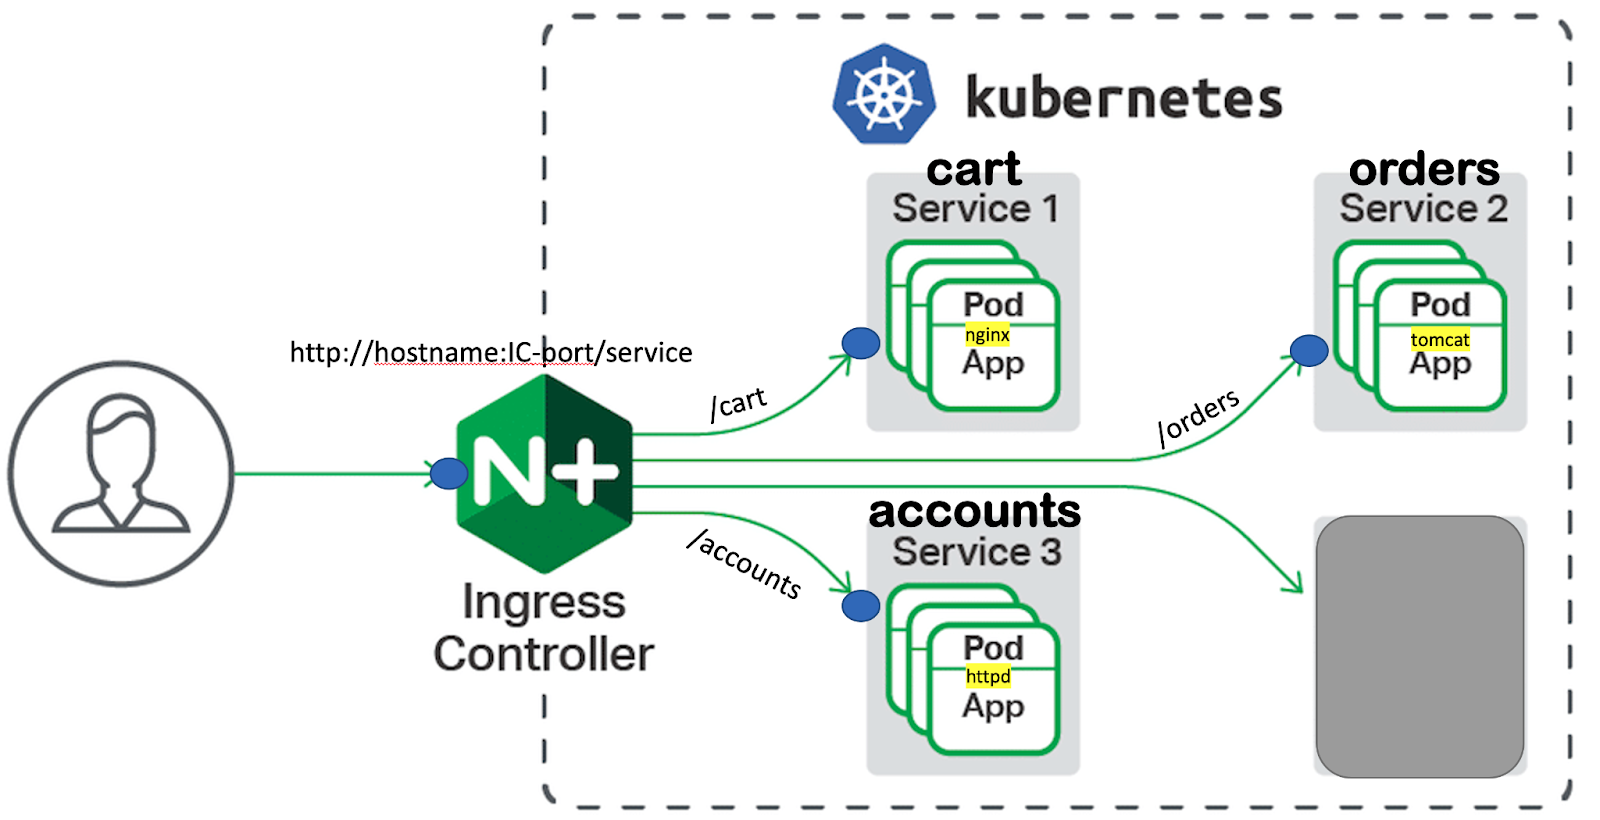 kubernetes
cart
Service 1
Pod
nginx
App
orders
Service 2
Pod
tomcat
App
http://hostname:IC-port/service
N+
/cart
/orders
/accounts
Ingress
Controller
accounts
Service 3
Pod
httpd
App